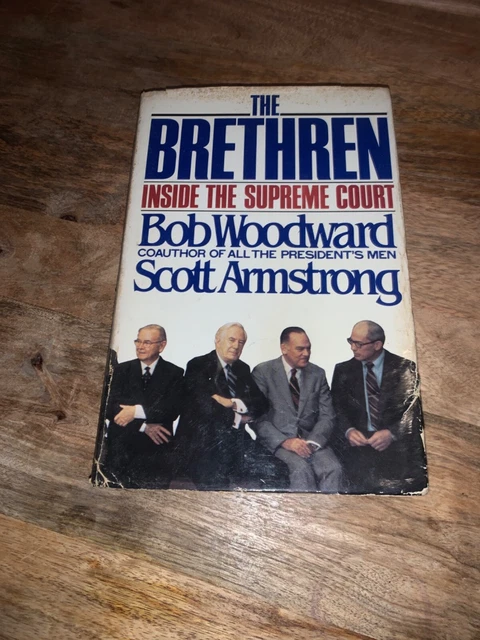 THE
BRETHREN
INSIDE THE SUPREME COURT
Bob Woodward
COAUTHOR OF ALL THE PRESIDENT'S MEN
Scott Armstrong